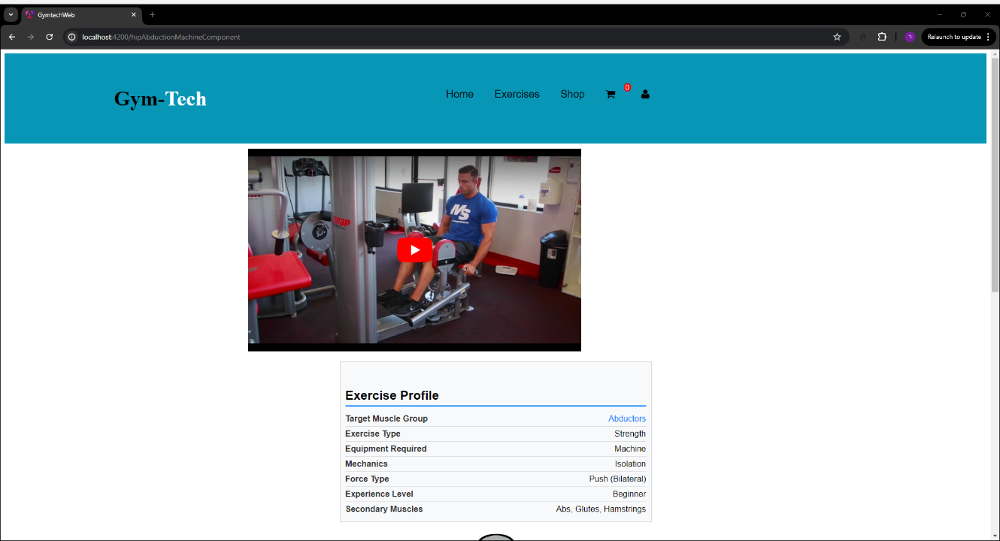 GymtechWeb
localhost:4200/hipAbductionMachineComponent
Relaunch to update
Gym-Tech
Home Exercises Shop 0
MS
snap
Exercise Profile
Target Muscle Group Abductors
Exercise Type Strength
Equipment Required Machine
Mechanics Isolation
Force Type Push (Bilateral)
Experience Level Beginner
Secondary Muscles Abs, Glutes, Hamstrings